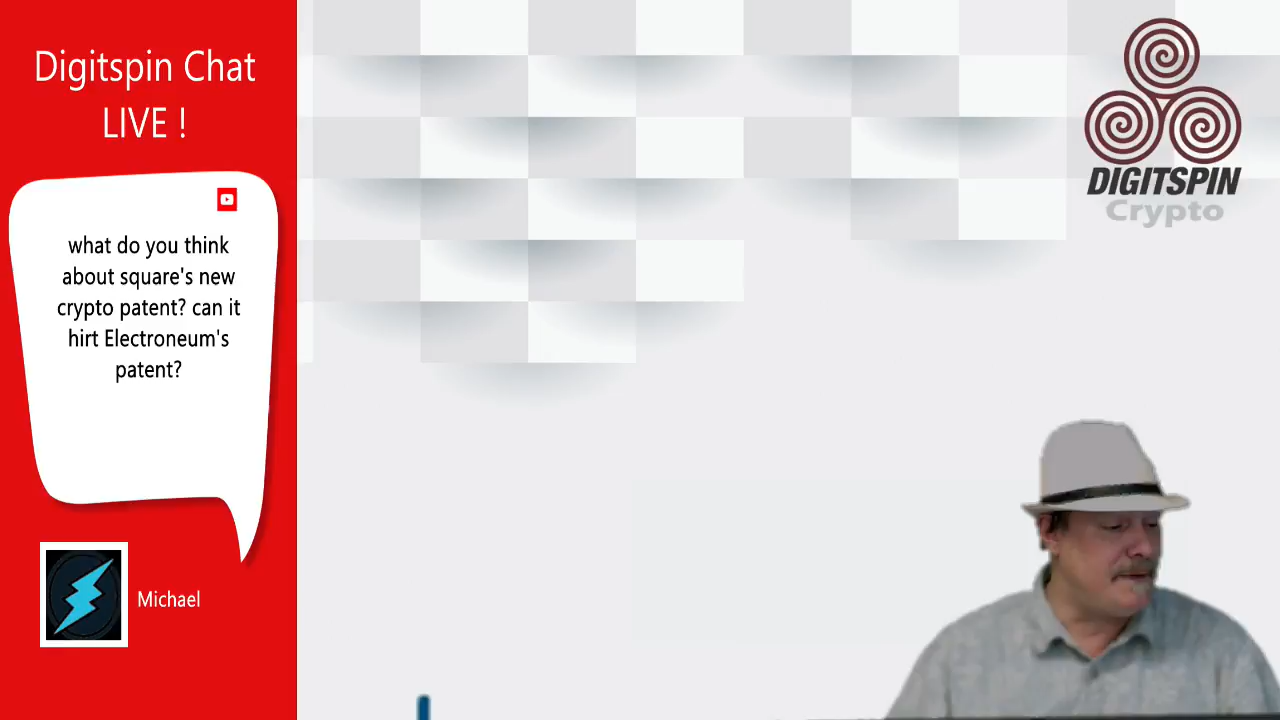 Digitspin Chat
LIVE !
what do you think
about square's new
crypto patent? can it
hirt Electroneum's
patent?
Michael
DIGITSPIN
Crypto